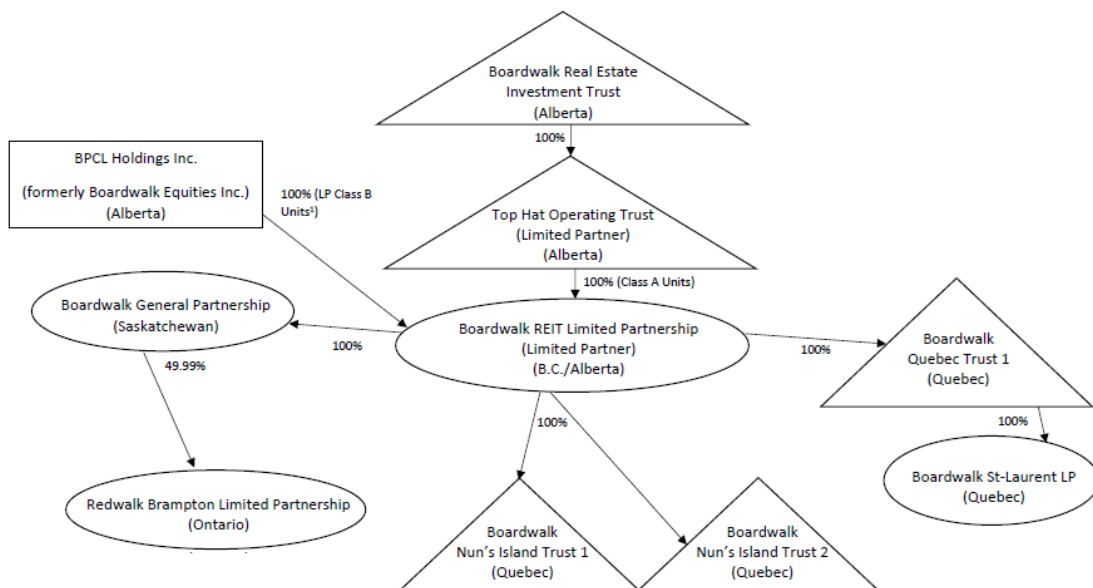 Boardwalk Real Estate
Investment Trust
(Alberta)
100%
BPCL Holdings Inc.
(formerly Boardwalk Equities Inc.)
(Alberta)
100% (LP Class B
Units¹)
Top Hat Operating Trust
(Limited Partner)
(Alberta)
100% (Class A Units)
Boardwalk General Partnership
(Saskatchewan)
100%
Boardwalk REIT Limited Partnership
(Limited Partner)
(B.C./Alberta)
100%
Boardwalk
Quebec Trust 1
(Quebec)
49.99%
100%
100%
Boardwalk St-Laurent LP
(Quebec)
Redwalk Brampton Limited Partnership
(Ontario)
Boardwalk
Nun's Island Trust 1
(Quebec)
Boardwalk
Nun's Island Trust 2
(Quebec)